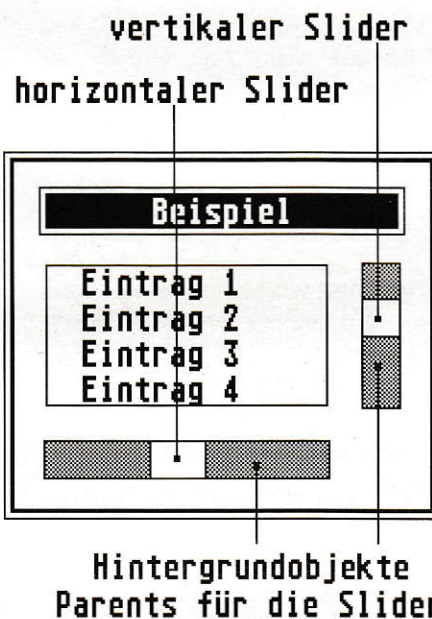 vertikaler Slider
horizontaler Slider
Beispiel
Eintrag 1
Eintrag 2
Eintrag 3
Eintrag 4
Hintergrundobjekte
Parents für die Slider